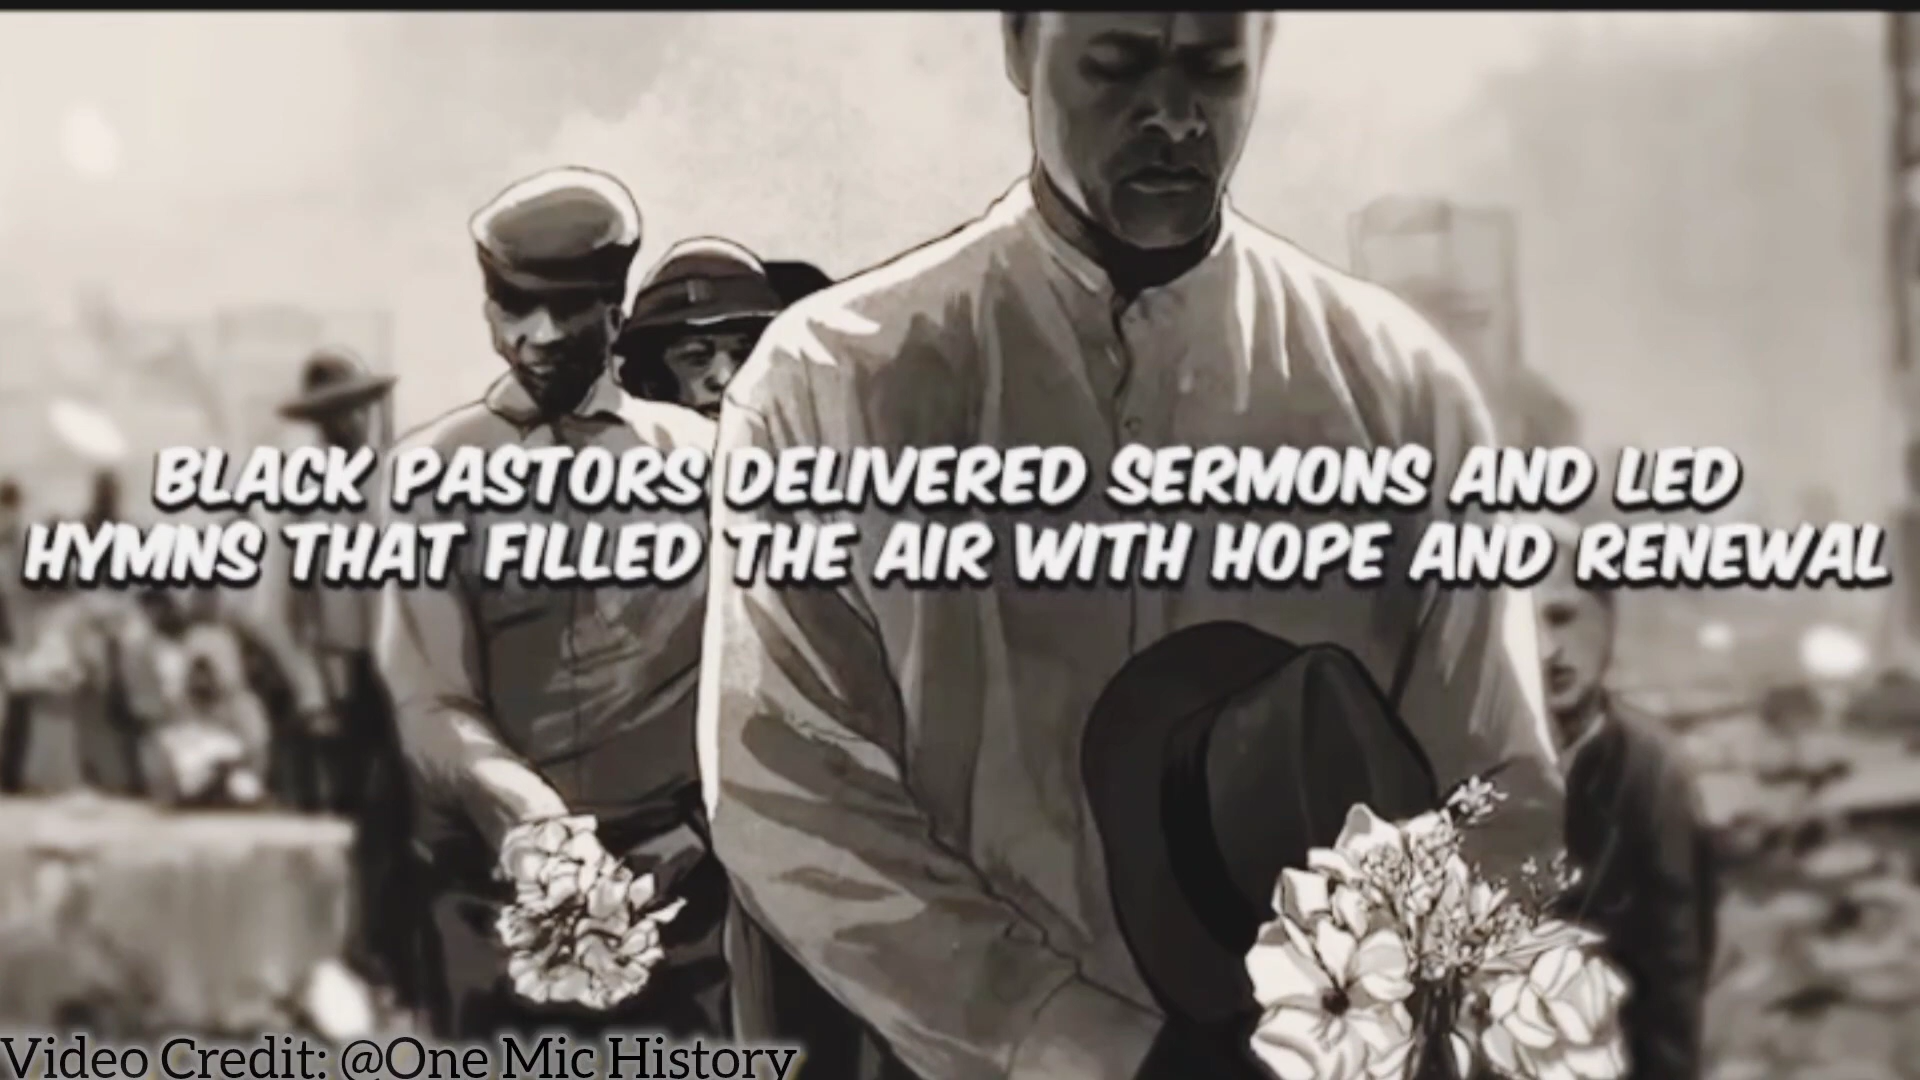 BLACK PASTORS DELIVERED SERMONS AND LED
HYMNS THAT FILLED THE AIR WITH HOPE AND RENEWAL
Video Credit: @One Mic History